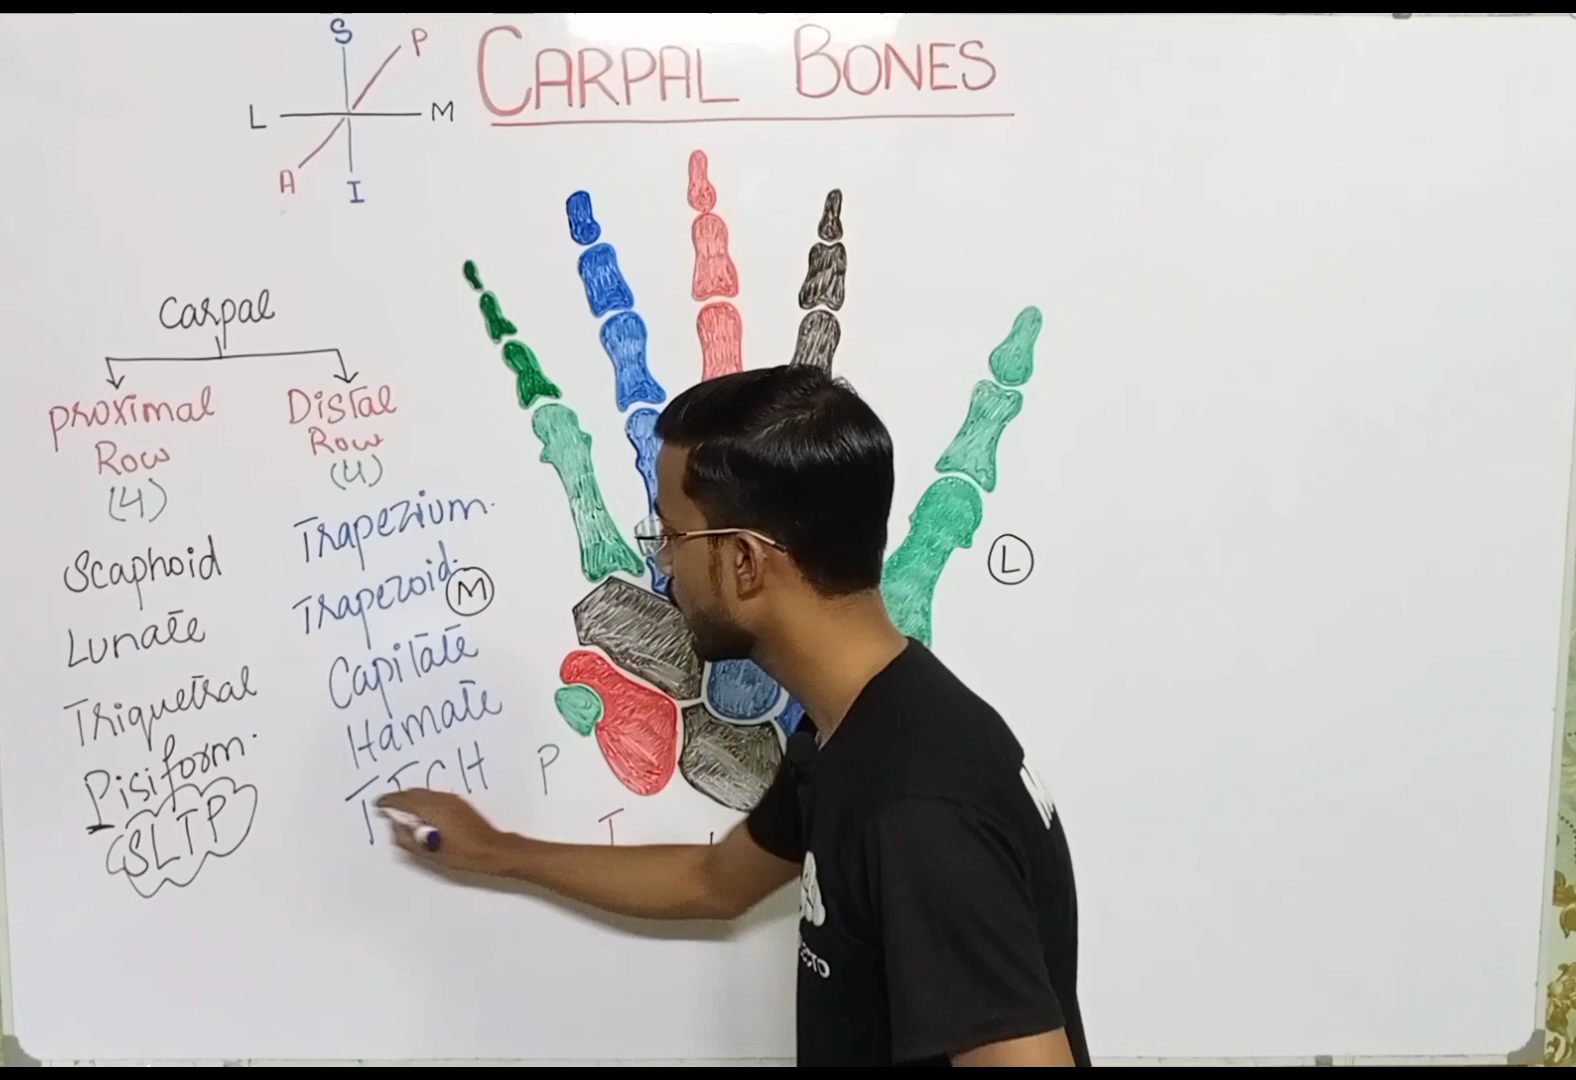 CARPAL BONES
S
P
L
M
A
I
Carpal
Proximal
Row
(4)
Scaphoid
Lunate
Triquetral
Pisiform.
SLTP
Distal
Row
(4)
Trapezium.
Trapezoid.
Capitate
Hamate
TTCH
M
L
P
T